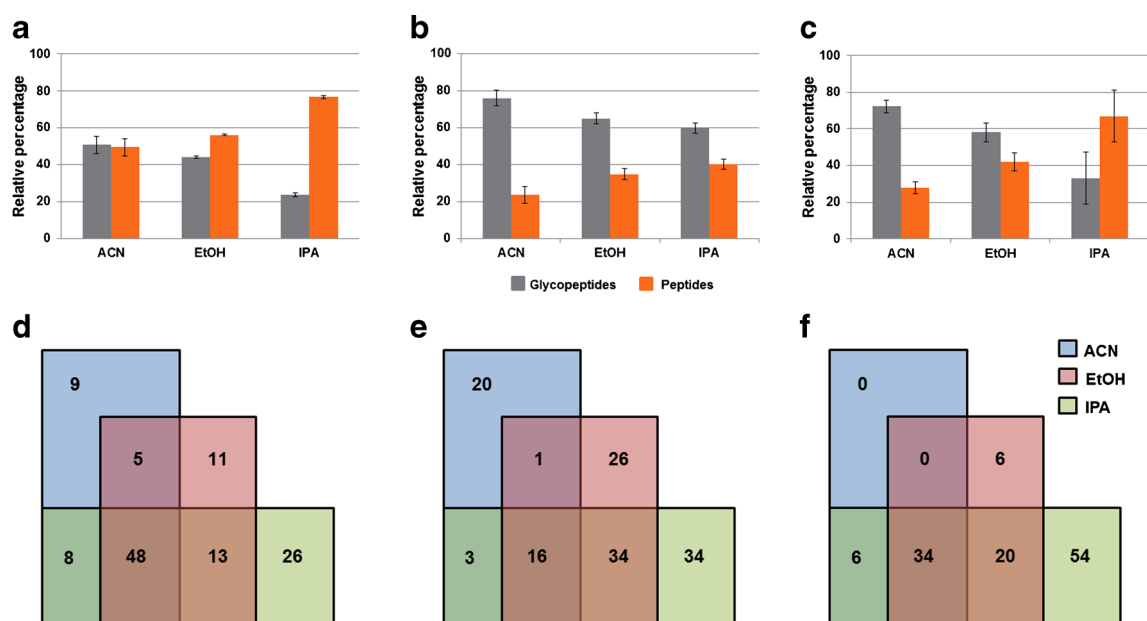 a
100
80
60
40
20
0
Relative percentage
ACN EtOH IPA
b
100
80
60
40
20
0
Relative percentage
ACN EtOH IPA
c
100
80
60
40
20
0
Relative percentage
ACN EtOH IPA
Glycopeptides Peptides
d
9
5 11
8 48 13 26
e
20
1 26
3 16 34 34
f
0
0 6
6 34 20 54
ACN
EtOH
IPA